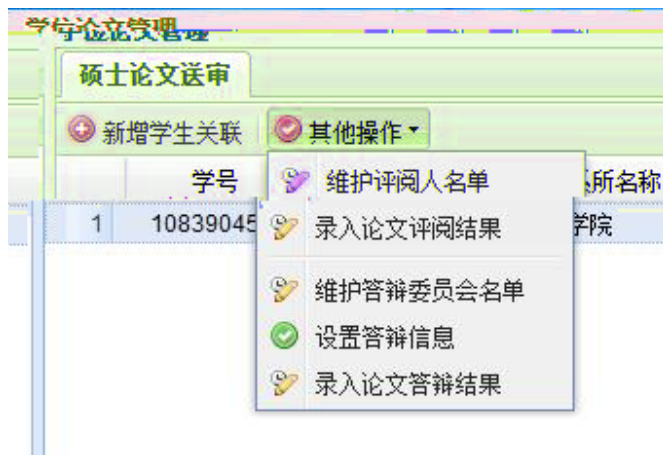 学位论文管理
硕士论文送审
新增学生关联 其他操作
学号 所名称
维护评阅人名单
1 10839045 学院
录入论文评阅结果
维护答辩委员会名单
设置答辩信息
录入论文答辩结果